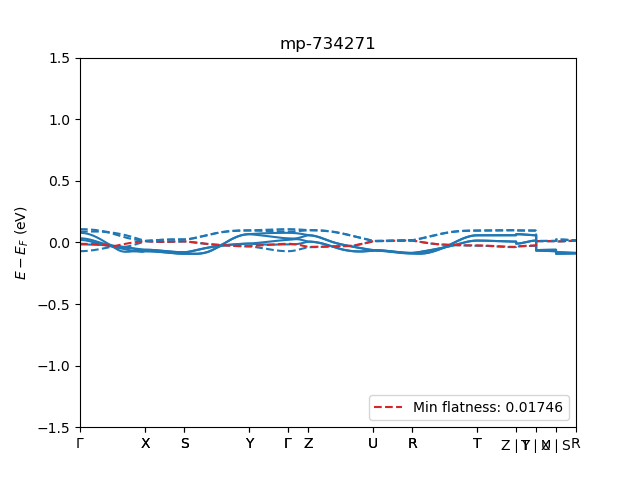 mp-734271
1.5
1.0
0.5
0.0
−0.5
−1.0
−1.5
E − E_F (eV)
Min flatness: 0.01746
Γ X S Y Γ Z U R T Z | T Y | S R